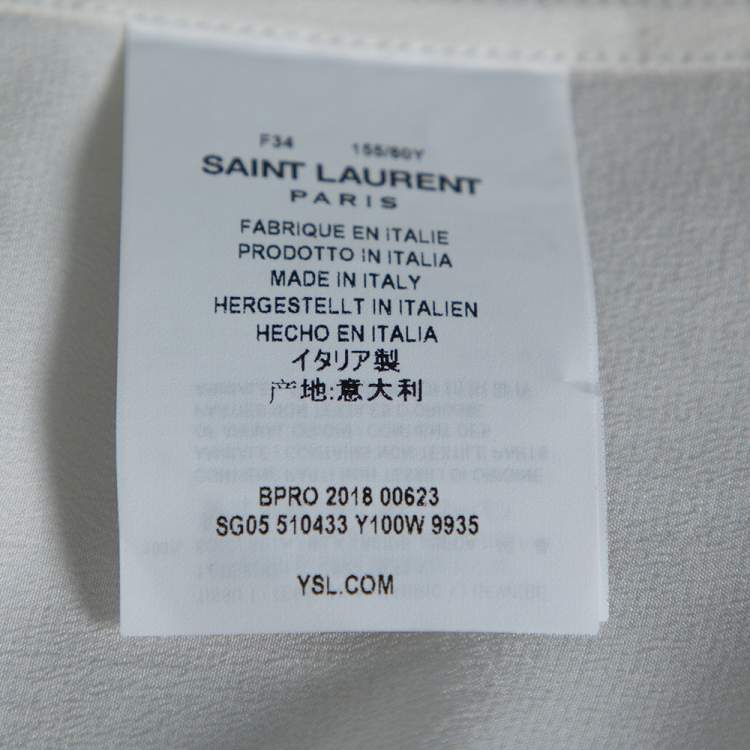 F34 155/80Y
SAINT LAURENT
PARIS
FABRIQUE EN ITALIE
PRODOTTO IN ITALIA
MADE IN ITALY
HERGESTELLT IN ITALIEN
HECHO EN ITALIA
イタリア製
产地:意大利
BPRO 2018 00623
SG05 510433 Y100W 9935
YSL.COM